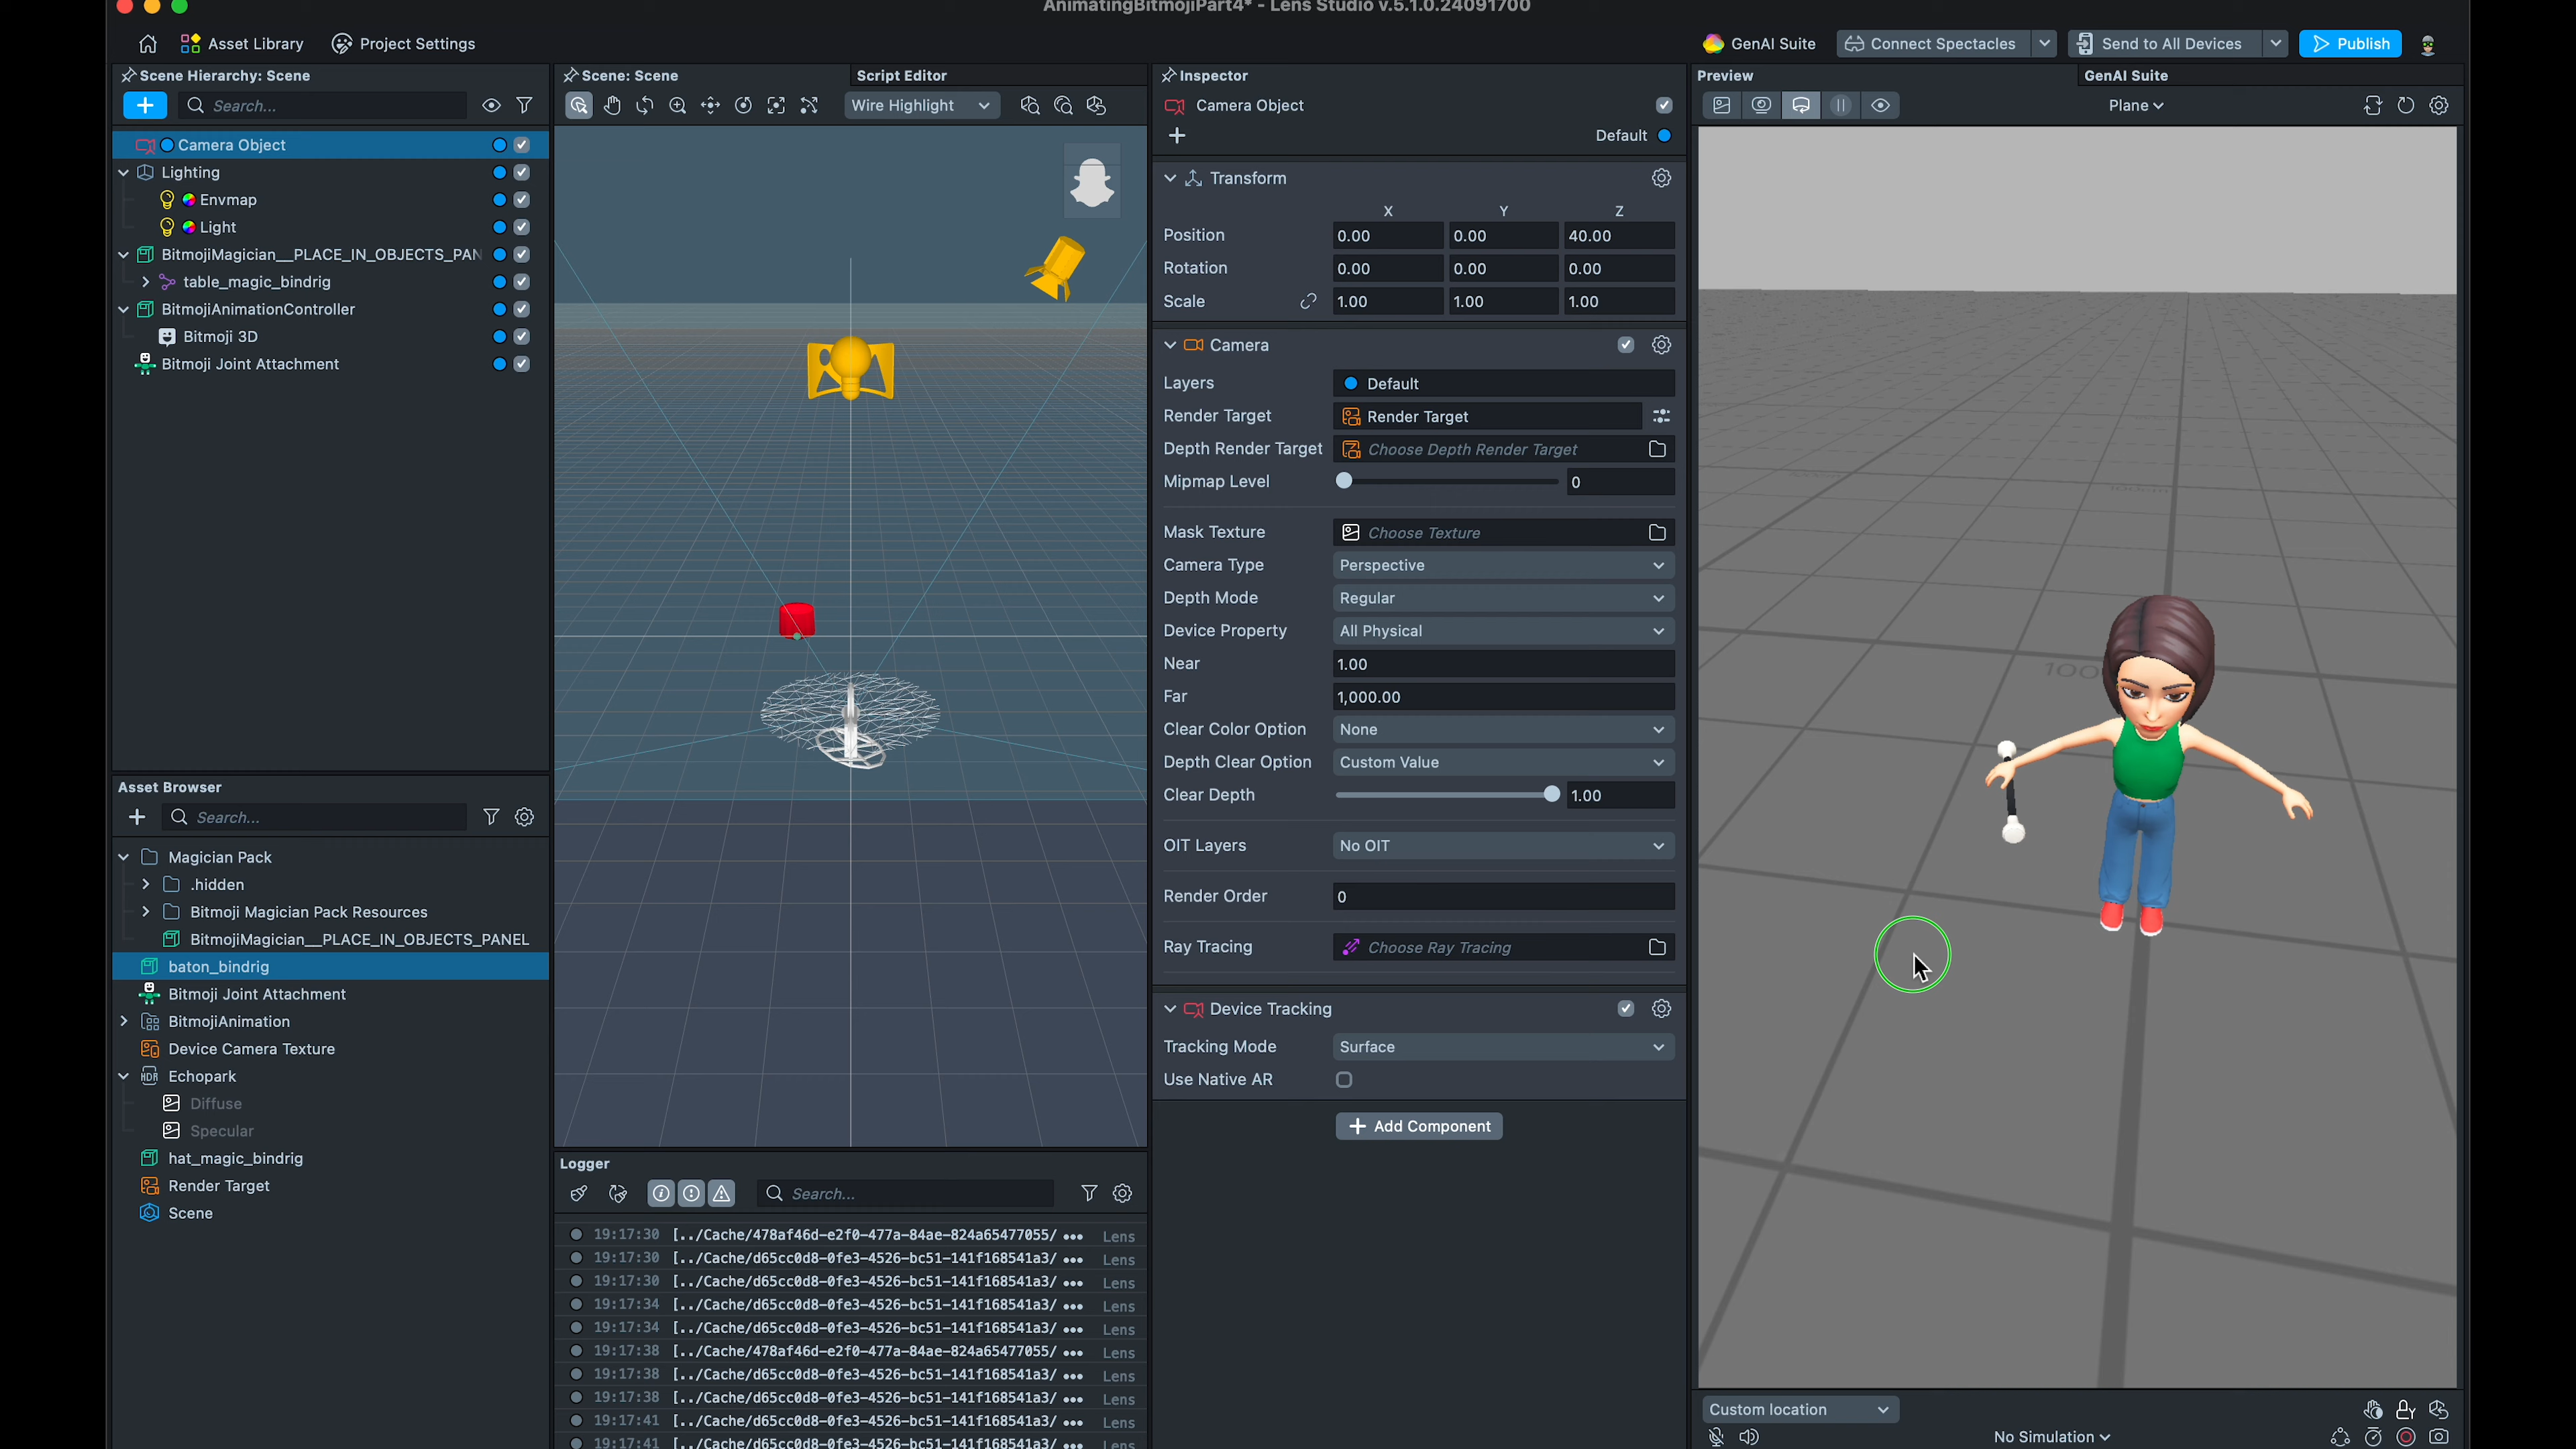 AnimatingBitmojiPart4* - Lens Studio v.5.1.0.24091700
Asset Library
Project Settings
GenAI Suite
Connect Spectacles
Send to All Devices
Publish
Scene Hierarchy: Scene
Search...
Camera Object
Lighting
Envmap
Light
BitmojiMagician__PLACE_IN_OBJECTS_PAN
table_magic_bindrig
BitmojiAnimationController
Bitmoji 3D
Bitmoji Joint Attachment
Asset Browser
Search...
Magician Pack
.hidden
Bitmoji Magician Pack Resources
BitmojiMagician__PLACE_IN_OBJECTS_PANEL
baton_bindrig
Bitmoji Joint Attachment
BitmojiAnimation
Device Camera Texture
HDR Echopark
Diffuse
Specular
hat_magic_bindrig
Render Target
Scene
Scene: Scene
Script Editor
Wire Highlight
Logger
Search...
19:17:30 [../Cache/478af46d-e2f0-477a-84ae-824a65477055/ ••• Lens
19:17:30 [../Cache/d65cc0d8-0fe3-4526-bc51-141f168541a3/ ••• Lens
19:17:30 [../Cache/d65cc0d8-0fe3-4526-bc51-141f168541a3/ ••• Lens
19:17:34 [../Cache/d65cc0d8-0fe3-4526-bc51-141f168541a3/ ••• Lens
19:17:34 [../Cache/d65cc0d8-0fe3-4526-bc51-141f168541a3/ ••• Lens
19:17:38 [../Cache/478af46d-e2f0-477a-84ae-824a65477055/ ••• Lens
19:17:38 [../Cache/d65cc0d8-0fe3-4526-bc51-141f168541a3/ ••• Lens
19:17:38 [../Cache/d65cc0d8-0fe3-4526-bc51-141f168541a3/ ••• Lens
19:17:41 [../Cache/d65cc0d8-0fe3-4526-bc51-141f168541a3/ ••• Lens
19:17:41 [../Cache/d65cc0d8-0fe3-4526-bc51-141f168541a3/ ••• Lens
Inspector
Camera Object
Default
Transform
X Y Z
Position 0.00 0.00 40.00
Rotation 0.00 0.00 0.00
Scale 1.00 1.00 1.00
Camera
Layers Default
Render Target Render Target
Depth Render Target Choose Depth Render Target
Mipmap Level 0
Mask Texture Choose Texture
Camera Type Perspective
Depth Mode Regular
Device Property All Physical
Near 1.00
Far 1,000.00
Clear Color Option None
Depth Clear Option Custom Value
Clear Depth 1.00
OIT Layers No OIT
Render Order 0
Ray Tracing Choose Ray Tracing
Device Tracking
Tracking Mode Surface
Use Native AR
Add Component
Preview
GenAI Suite
Plane
Custom location
No Simulation